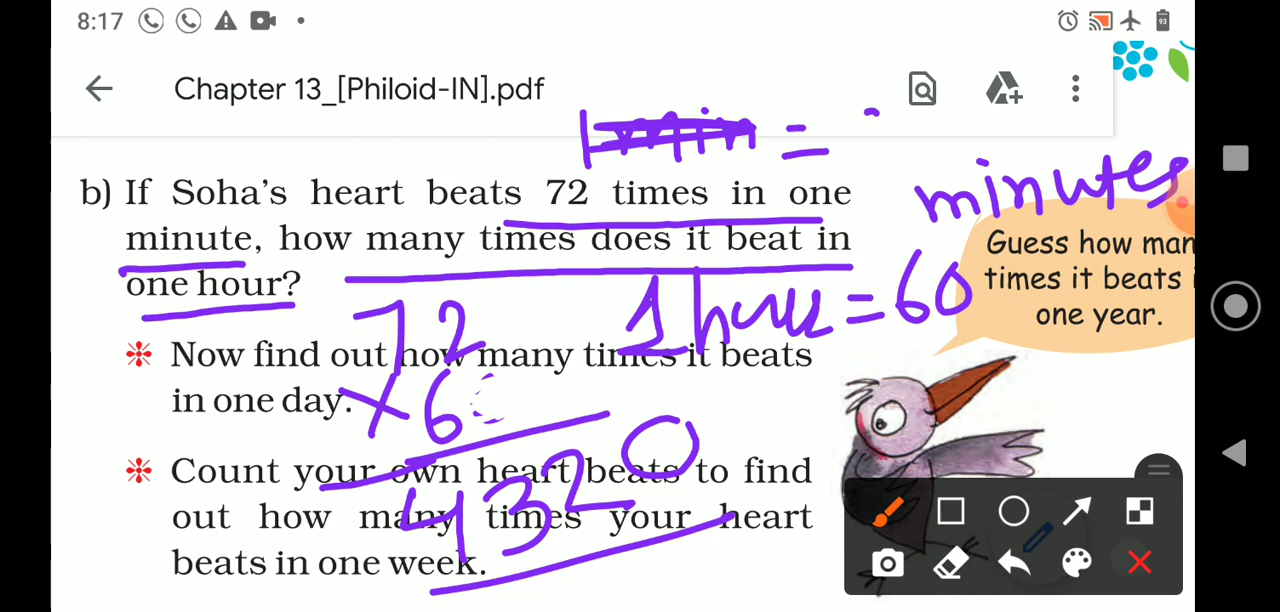 8:17
93
Chapter 13_[Philoid-IN].pdf
=
minutes
b) If Soha's heart beats 72 times in one
minute, how many times does it beat in
one hour?
1 hour = 60
Guess how man
times it beats i
one year.
72
×6
4320
❉ Now find out how many times it beats
in one day.
❉ Count your own heart beats to find
out how many times your heart
beats in one week.